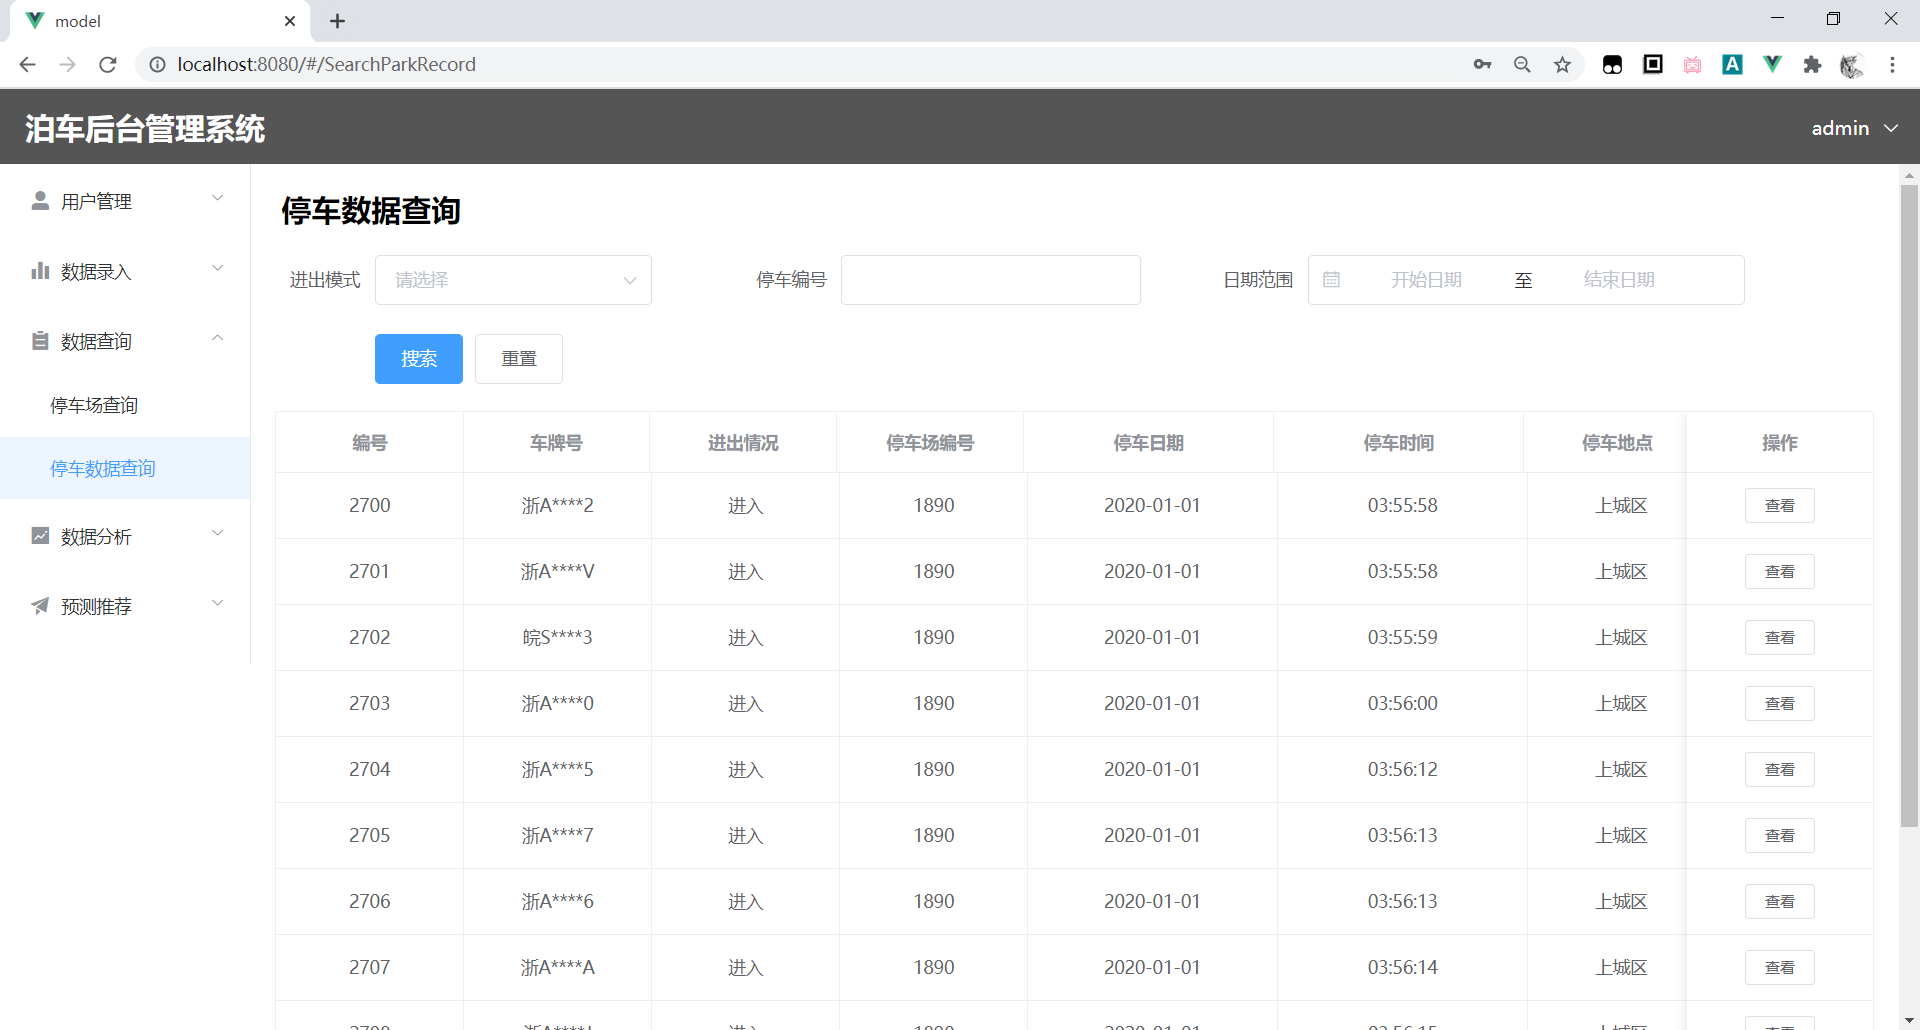 model
localhost:8080/#/SearchParkRecord
泊车后台管理系统
admin
用户管理
数据录入
数据查询
停车场查询
停车数据查询
数据分析
预测推荐
停车数据查询
进出模式 请选择 停车编号 日期范围 开始日期 至 结束日期
搜索 重置
编号 车牌号 进出情况 停车场编号 停车日期 停车时间 停车地点 操作
2700 浙A****2 进入 1890 2020-01-01 03:55:58 上城区 查看
2701 浙A****V 进入 1890 2020-01-01 03:55:58 上城区 查看
2702 皖S****3 进入 1890 2020-01-01 03:55:59 上城区 查看
2703 浙A****0 进入 1890 2020-01-01 03:56:00 上城区 查看
2704 浙A****5 进入 1890 2020-01-01 03:56:12 上城区 查看
2705 浙A****7 进入 1890 2020-01-01 03:56:13 上城区 查看
2706 浙A****6 进入 1890 2020-01-01 03:56:13 上城区 查看
2707 浙A****A 进入 1890 2020-01-01 03:56:14 上城区 查看